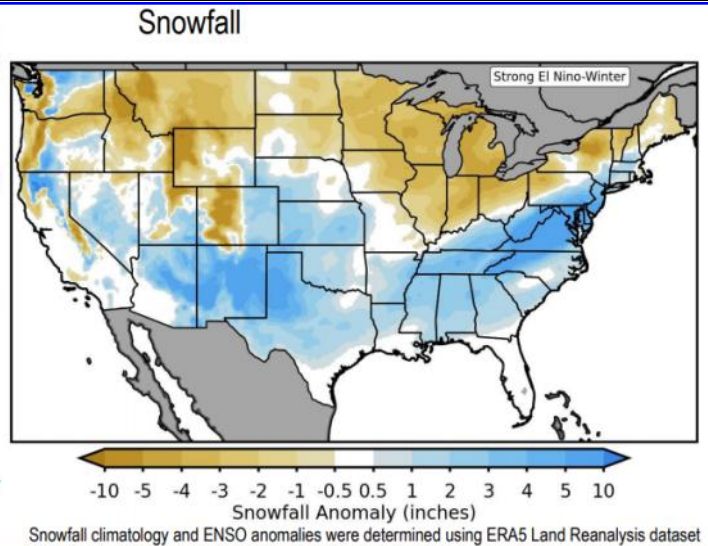 Snowfall
Strong El Nino-Winter
-10 -5 -4 -3 -2 -1 -0.5 0.5 1 2 3 4 5 10
Snowfall Anomaly (inches)
Snowfall climatology and ENSO anomalies were determined using ERA5 Land Reanalysis dataset